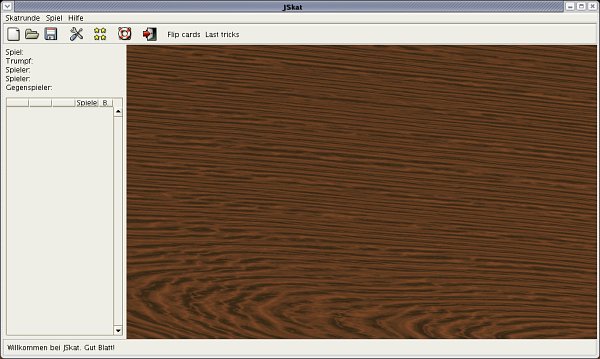 JSkat
Skatrunde Spiel Hilfe
Flip cards Last tricks
Spiel:
Trumpf:
Spieler:
Spieler:
Gegenspieler:
Spiele B
Willkommen bei JSkat. Gut Blatt!